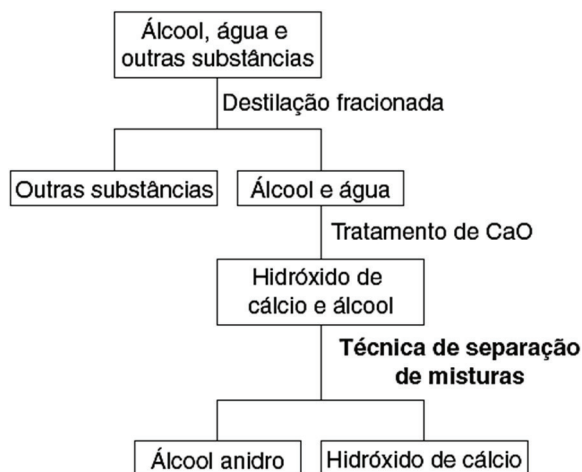 Álcool, água e
outras substâncias
Destilação fracionada
Outras substâncias
Álcool e água
Tratamento de CaO
Hidróxido de
cálcio e álcool
Técnica de separação
de misturas
Álcool anidro
Hidróxido de cálcio